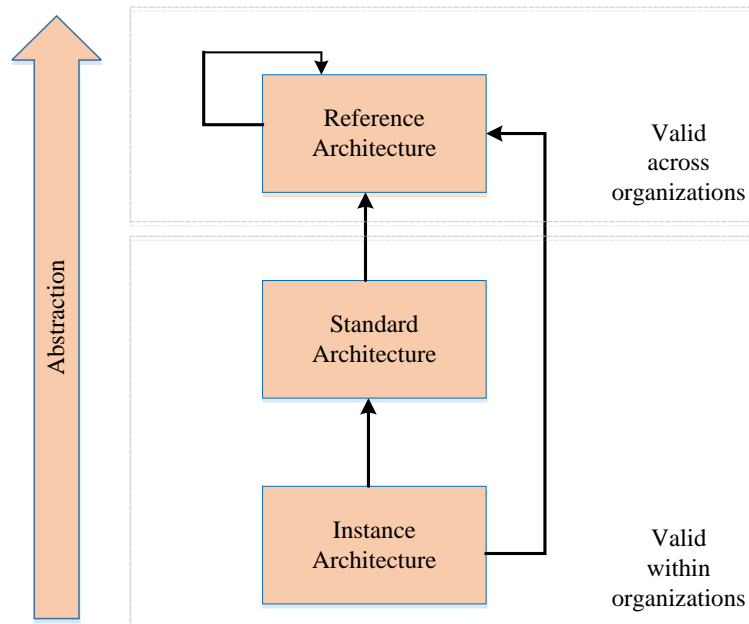 Reference
Architecture
Valid
across
organizations
Abstraction
Standard
Architecture
Instance
Architecture
Valid
within
organizations